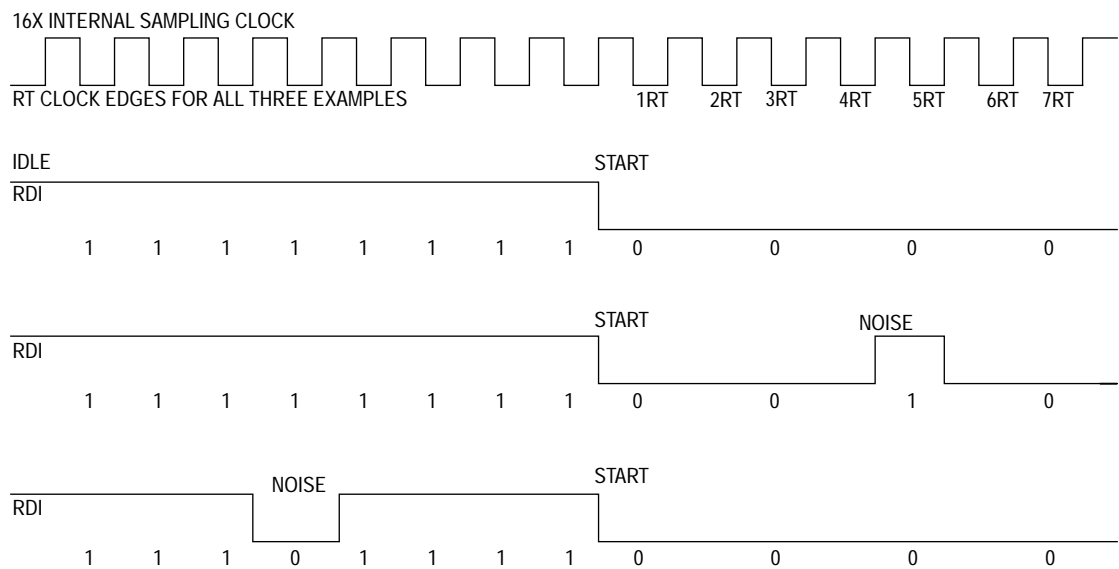 16X INTERNAL SAMPLING CLOCK
RT CLOCK EDGES FOR ALL THREE EXAMPLES 1RT 2RT 3RT 4RT 5RT 6RT 7RT
IDLE START
RDI
1 1 1 1 1 1 1 1 0 0 0 0
START NOISE
RDI
1 1 1 1 1 1 1 1 0 0 1 0
NOISE START
RDI
1 1 1 0 1 1 1 1 0 0 0 0